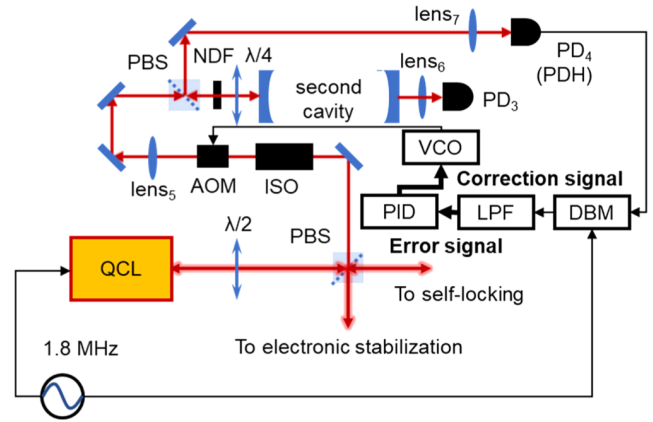 lens₇
PBS
NDF
λ/4
lens₆
PD₄
(PDH)
second
cavity
PD₃
VCO
lens₅
AOM
ISO
Correction signal
PID
LPF
DBM
Error signal
λ/2
PBS
QCL
To self-locking
1.8 MHz
To electronic stabilization